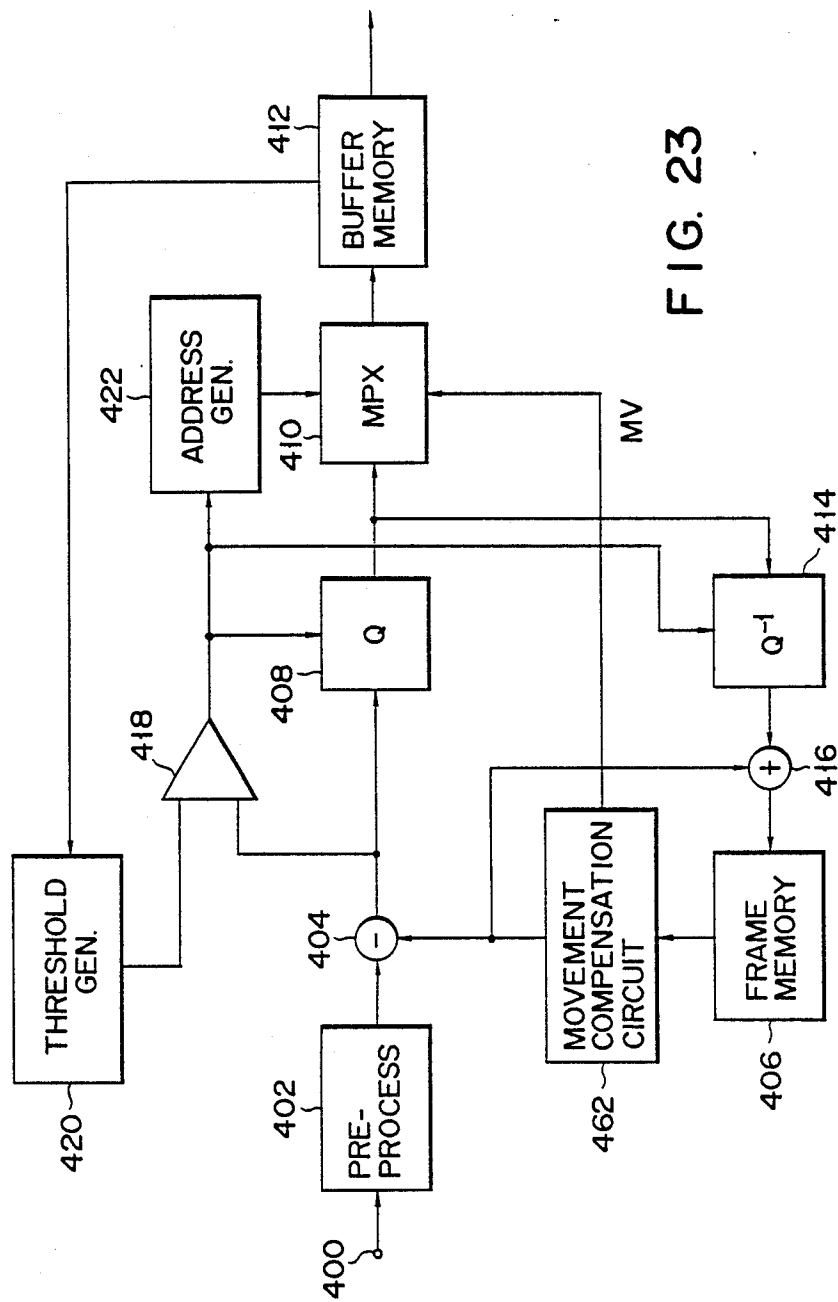 420
THRESHOLD
GEN.
418
422
ADDRESS
GEN.
412
BUFFER
MEMORY
400
402
PRE-
PROCESS
404
-
408
Q
410
MPX
462
MOVEMENT
COMPENSATION
CIRCUIT
MV
406
FRAME
MEMORY
416
+
414
Q-1
FIG. 23